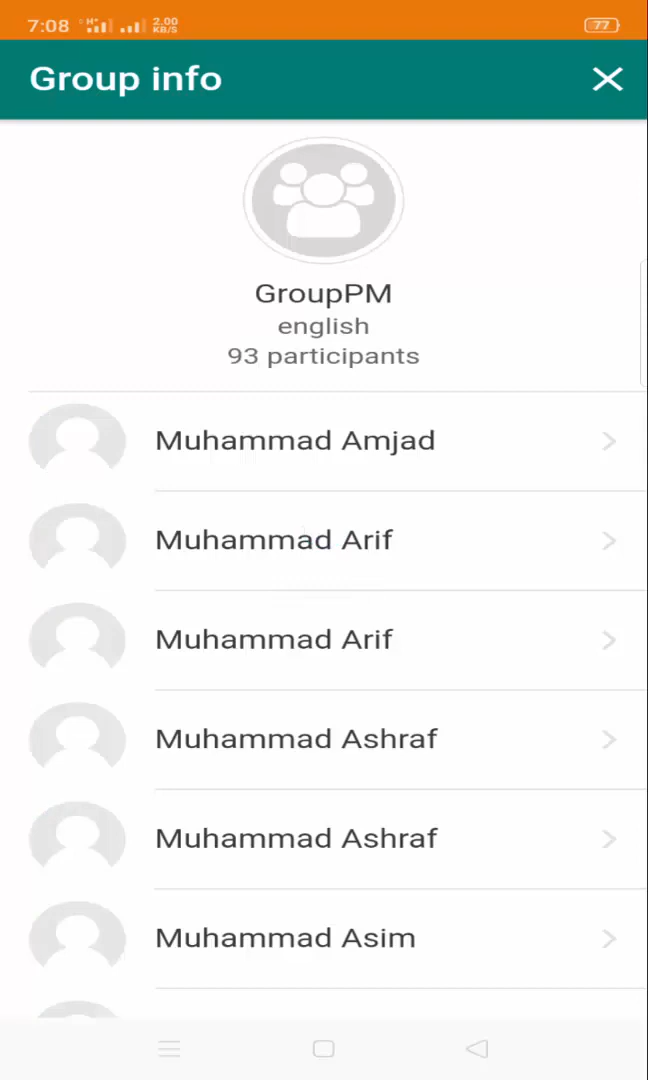 7:08 H+ 2.00 KB/S 77
Group info
GroupPM
english
93 participants
Muhammad Amjad
Muhammad Arif
Muhammad Arif
Muhammad Ashraf
Muhammad Ashraf
Muhammad Asim